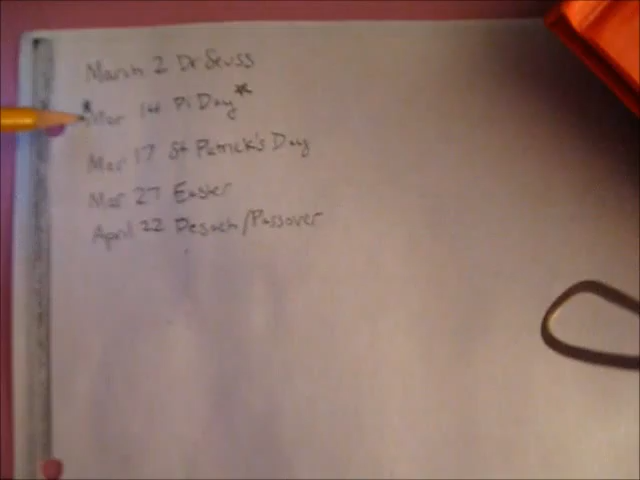 March 2 Dr Seuss
*Mar 14 Pi Day*
Mar 17 St Patrick's Day
Mar 27 Easter
April 22 Pesach/Passover